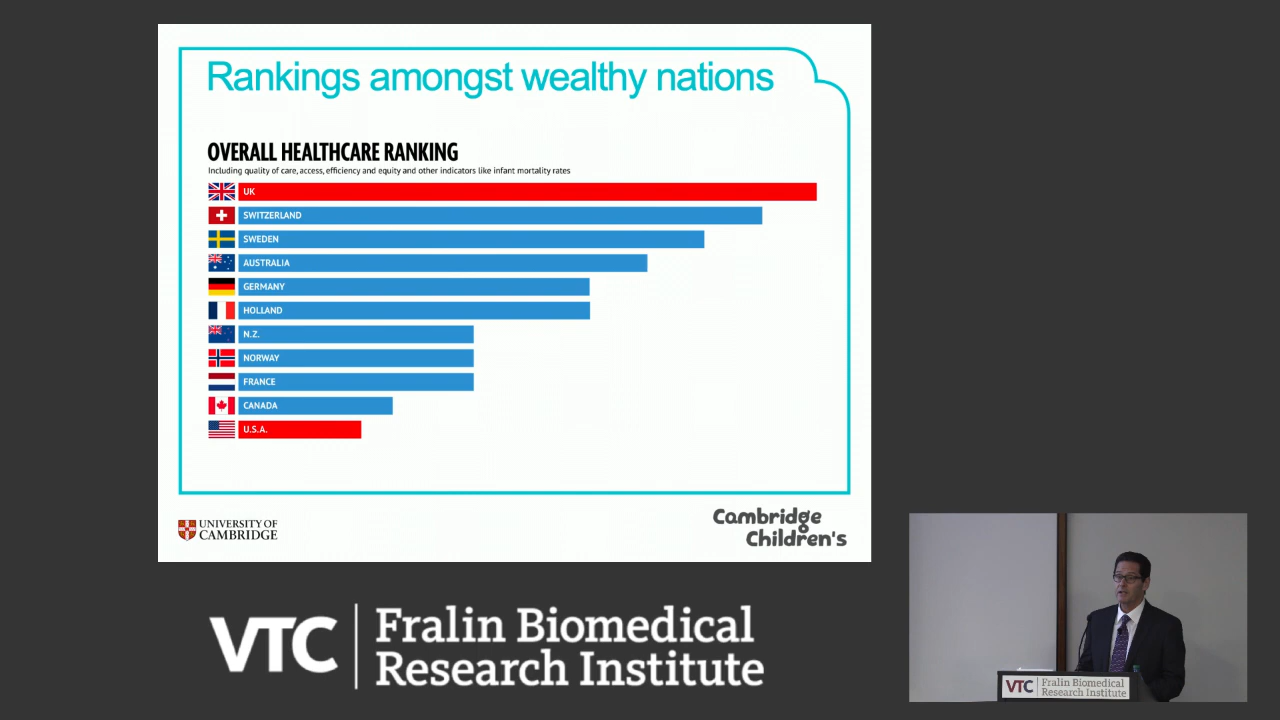 Rankings amongst wealthy nations
OVERALL HEALTHCARE RANKING
Including quality of care, access, efficiency and equity and other indicators like infant mortality rates
UK
SWITZERLAND
SWEDEN
AUSTRALIA
GERMANY
HOLLAND
N.Z.
NORWAY
FRANCE
CANADA
U.S.A.
UNIVERSITY OF
CAMBRIDGE
Cambridge
Children's
VTC
Fralin Biomedical
Research Institute
VTC
Fralin Biomedical
Research Institute